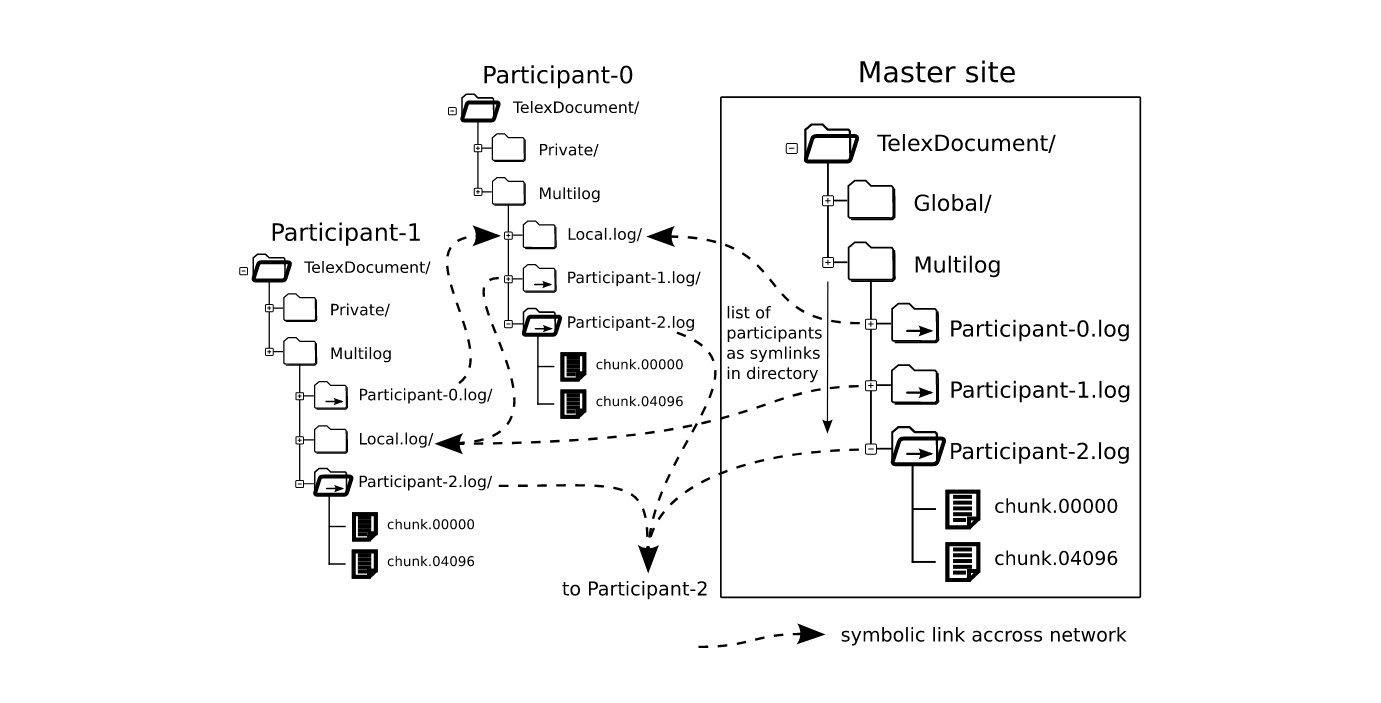 Participant-0
TelexDocument/
Private/
Multilog
Local.log/
Participant-1.log/
Participant-2.log
chunk.00000
chunk.04096
Participant-1
TelexDocument/
Private/
Multilog
Participant-0.log/
Local.log/
Participant-2.log/
chunk.00000
chunk.04096
to Participant-2
Master site
TelexDocument/
Global/
Multilog
list of
participants
as symlinks
in directory
Participant-0.log
Participant-1.log
Participant-2.log
chunk.00000
chunk.04096
symbolic link accross network